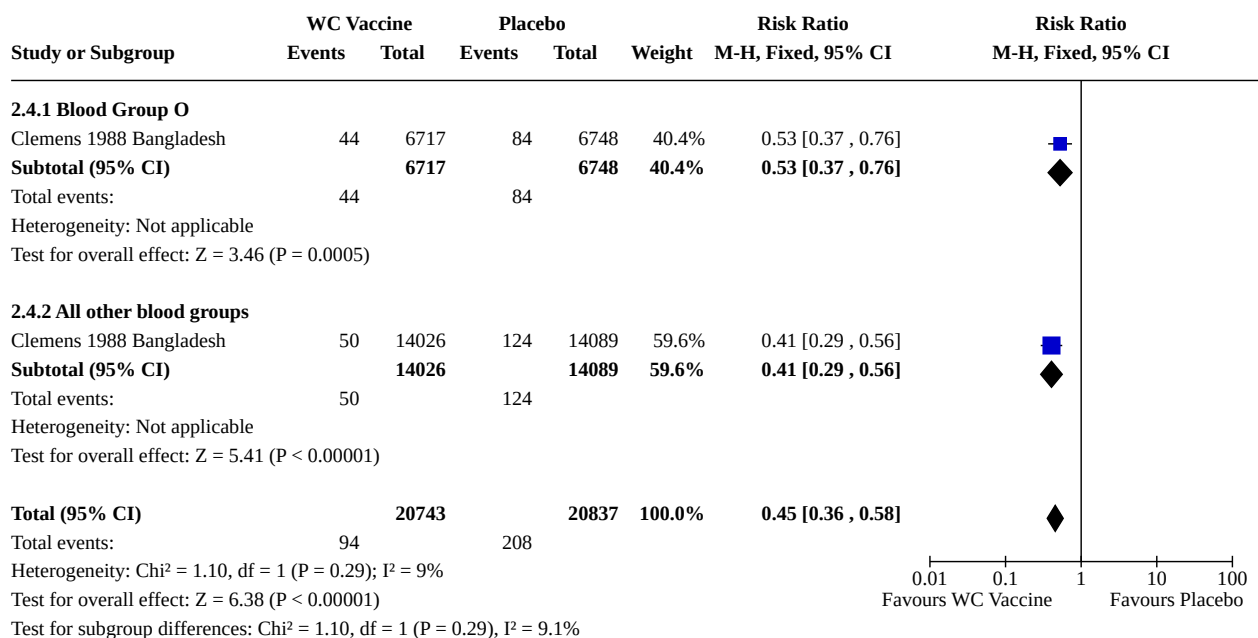 WC Vaccine Placebo Risk Ratio Risk Ratio
Study or Subgroup Events Total Events Total Weight M-H, Fixed, 95% CI M-H, Fixed, 95% CI
2.4.1 Blood Group O
Clemens 1988 Bangladesh 44 6717 84 6748 40.4% 0.53 [0.37 , 0.76]
Subtotal (95% CI) 6717 6748 40.4% 0.53 [0.37 , 0.76]
Total events: 44 84
Heterogeneity: Not applicable
Test for overall effect: Z = 3.46 (P = 0.0005)
2.4.2 All other blood groups
Clemens 1988 Bangladesh 50 14026 124 14089 59.6% 0.41 [0.29 , 0.56]
Subtotal (95% CI) 14026 14089 59.6% 0.41 [0.29 , 0.56]
Total events: 50 124
Heterogeneity: Not applicable
Test for overall effect: Z = 5.41 (P < 0.00001)
Total (95% CI) 20743 20837 100.0% 0.45 [0.36 , 0.58]
Total events: 94 208
Heterogeneity: Chi² = 1.10, df = 1 (P = 0.29); I² = 9%
Test for overall effect: Z = 6.38 (P < 0.00001)
Test for subgroup differences: Chi² = 1.10, df = 1 (P = 0.29), I² = 9.1%
0.01 0.1 1 10 100
Favours WC Vaccine Favours Placebo